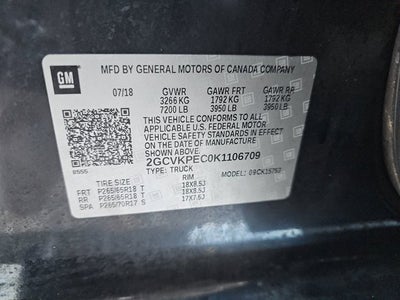 GM
MFD BY GENERAL MOTORS OF CANADA COMPANY
07/18 GVWR GAWR FRT GAWR RR
3266 KG 1792 KG 1792 KG
7200 LB 3950 LB 3950 LB
THIS VEHICLE CONFORMS TO ALL
APPLICABLE U.S. FEDERAL MOTOR
VEHICLE SAFETY STANDARDS IN EFFECT
ON THE DATE OF MANUFACTURE
SHOWN ABOVE.
2GCVKPEC0K1106709
8555 TYPE: TRUCK MODEL:
TIRE SIZE RIM
FRT P265/65R18 T 18X8.5J
RR P265/65R18 T 18X8.5J
SPA P265/70R17 S 17X7.5J